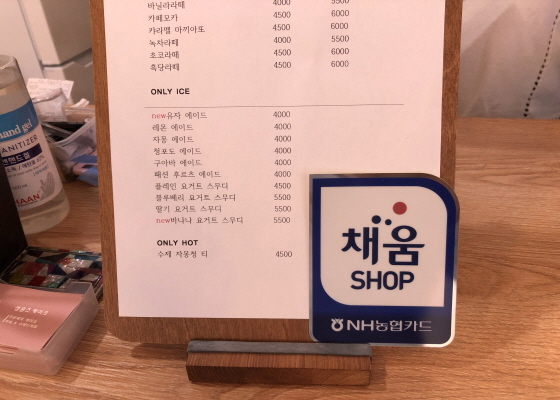 바닐라라떼 4000 5500
카페모카 4500 6000
캬라멜 마끼아또 4500 6000
녹차라떼 4000 5500
초코라떼 4500 6000
흑당라떼 4500 6000
ONLY ICE
new유자 에이드 4000
레몬 에이드 4000
자몽 에이드 4000
청포도 에이드 4000
구아바 에이드 4000
패션 후르츠 에이드 4000
플레인 요거트 스무디 4500
블루베리 요거트 스무디 5500
딸기 요거트 스무디 5500
new바나나 요거트 스무디 5500
ONLY HOT
수제 자몽청 티 4500
채움
SHOP
NH농협카드
hand gel
SANITIZER